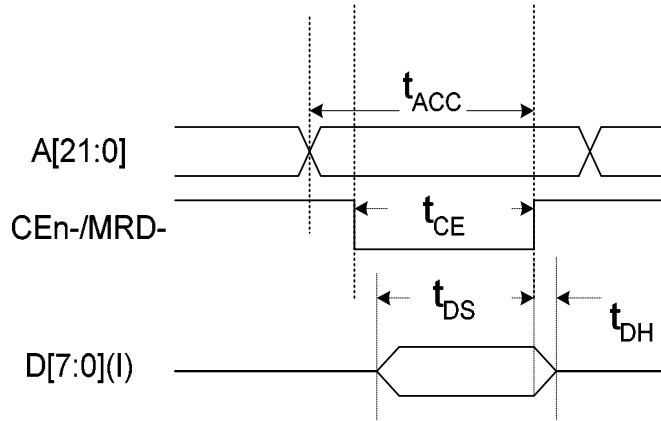 tACC
A[21:0]
CEn-/MRD-
tCE
tDS
tDH
D[7:0](I)